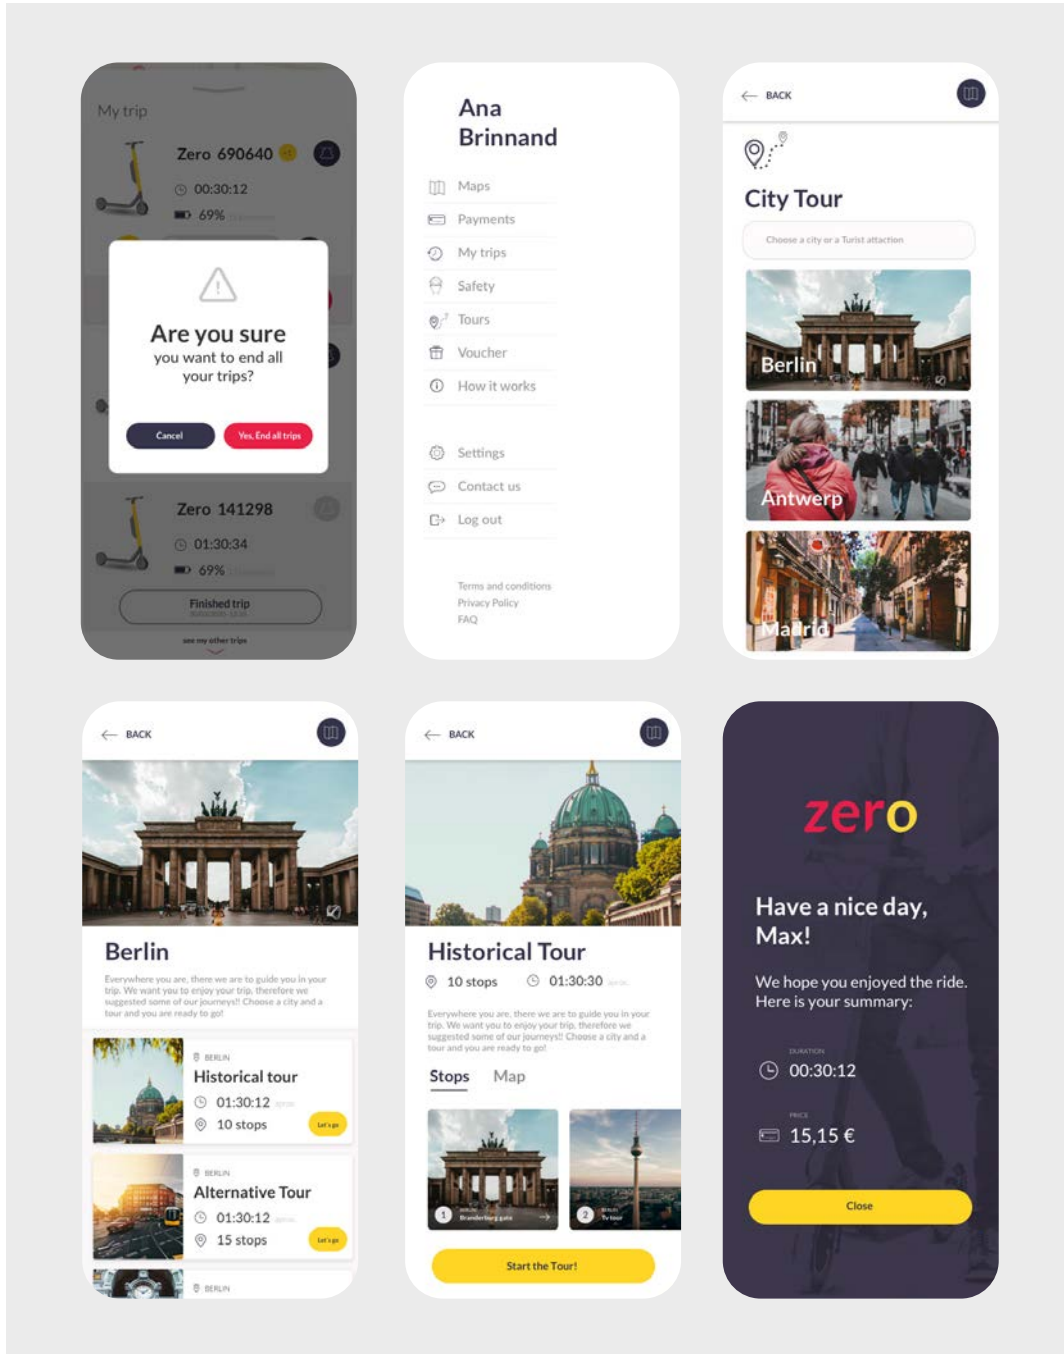 My trip
Zero 690640
00:30:12
69%
Are you sure
you want to end all
your trips?
Cancel
Yes, End all trips
Zero 141298
01:30:34
69%
Finished trip
see my other trips
Ana
Brinnand
Maps
Payments
My trips
Safety
Tours
Voucher
How it works
Settings
Contact us
Log out
Terms and conditions
Privacy Policy
FAQ
BACK
City Tour
Choose a city or a Turist attaction
Berlin
Antwerp
Madrid
BACK
Berlin
Everywhere you are, there we are to guide you in your
trip. We want you to enjoy your trip, therefore we
suggested some of our journeys!! Choose a city and a
tour and you are ready to go!
BERLIN
Historical tour
01:30:12
10 stops
Let's go
BERLIN
Alternative Tour
01:30:12
15 stops
Let's go
BERLIN
BACK
Historical Tour
10 stops 01:30:30
Everywhere you are, there we are to guide you in your
trip. We want you to enjoy your trip, therefore we
suggested some of our journeys!! Choose a city and a
tour and you are ready to go!
Stops Map
1
BERLIN
Branderburg gate
2
BERLIN
Tv tour
Start the Tour!
zero
Have a nice day,
Max!
We hope you enjoyed the ride.
Here is your summary:
DURATION
00:30:12
PRICE
15,15 €
Close